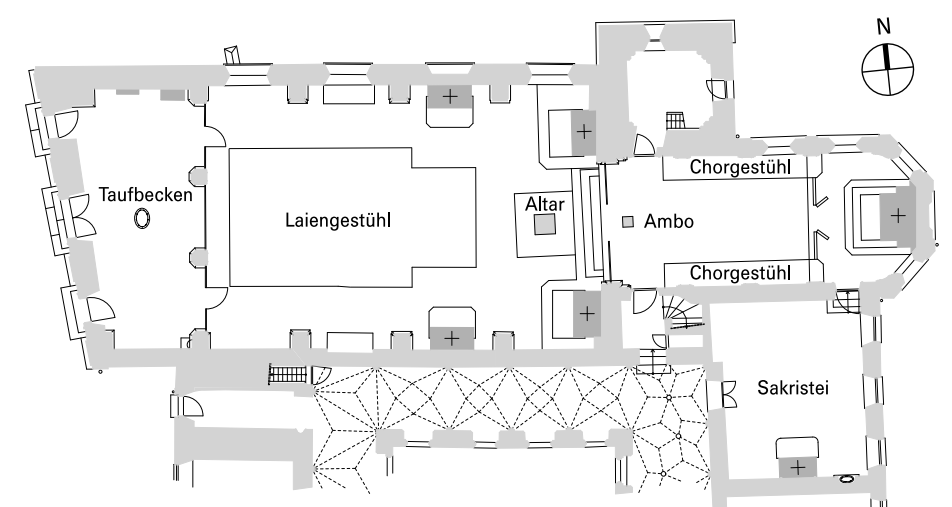 N
Chorgestühl
Taufbecken
Altar
Laiengestühl
Ambo
Chorgestühl
Sakristei